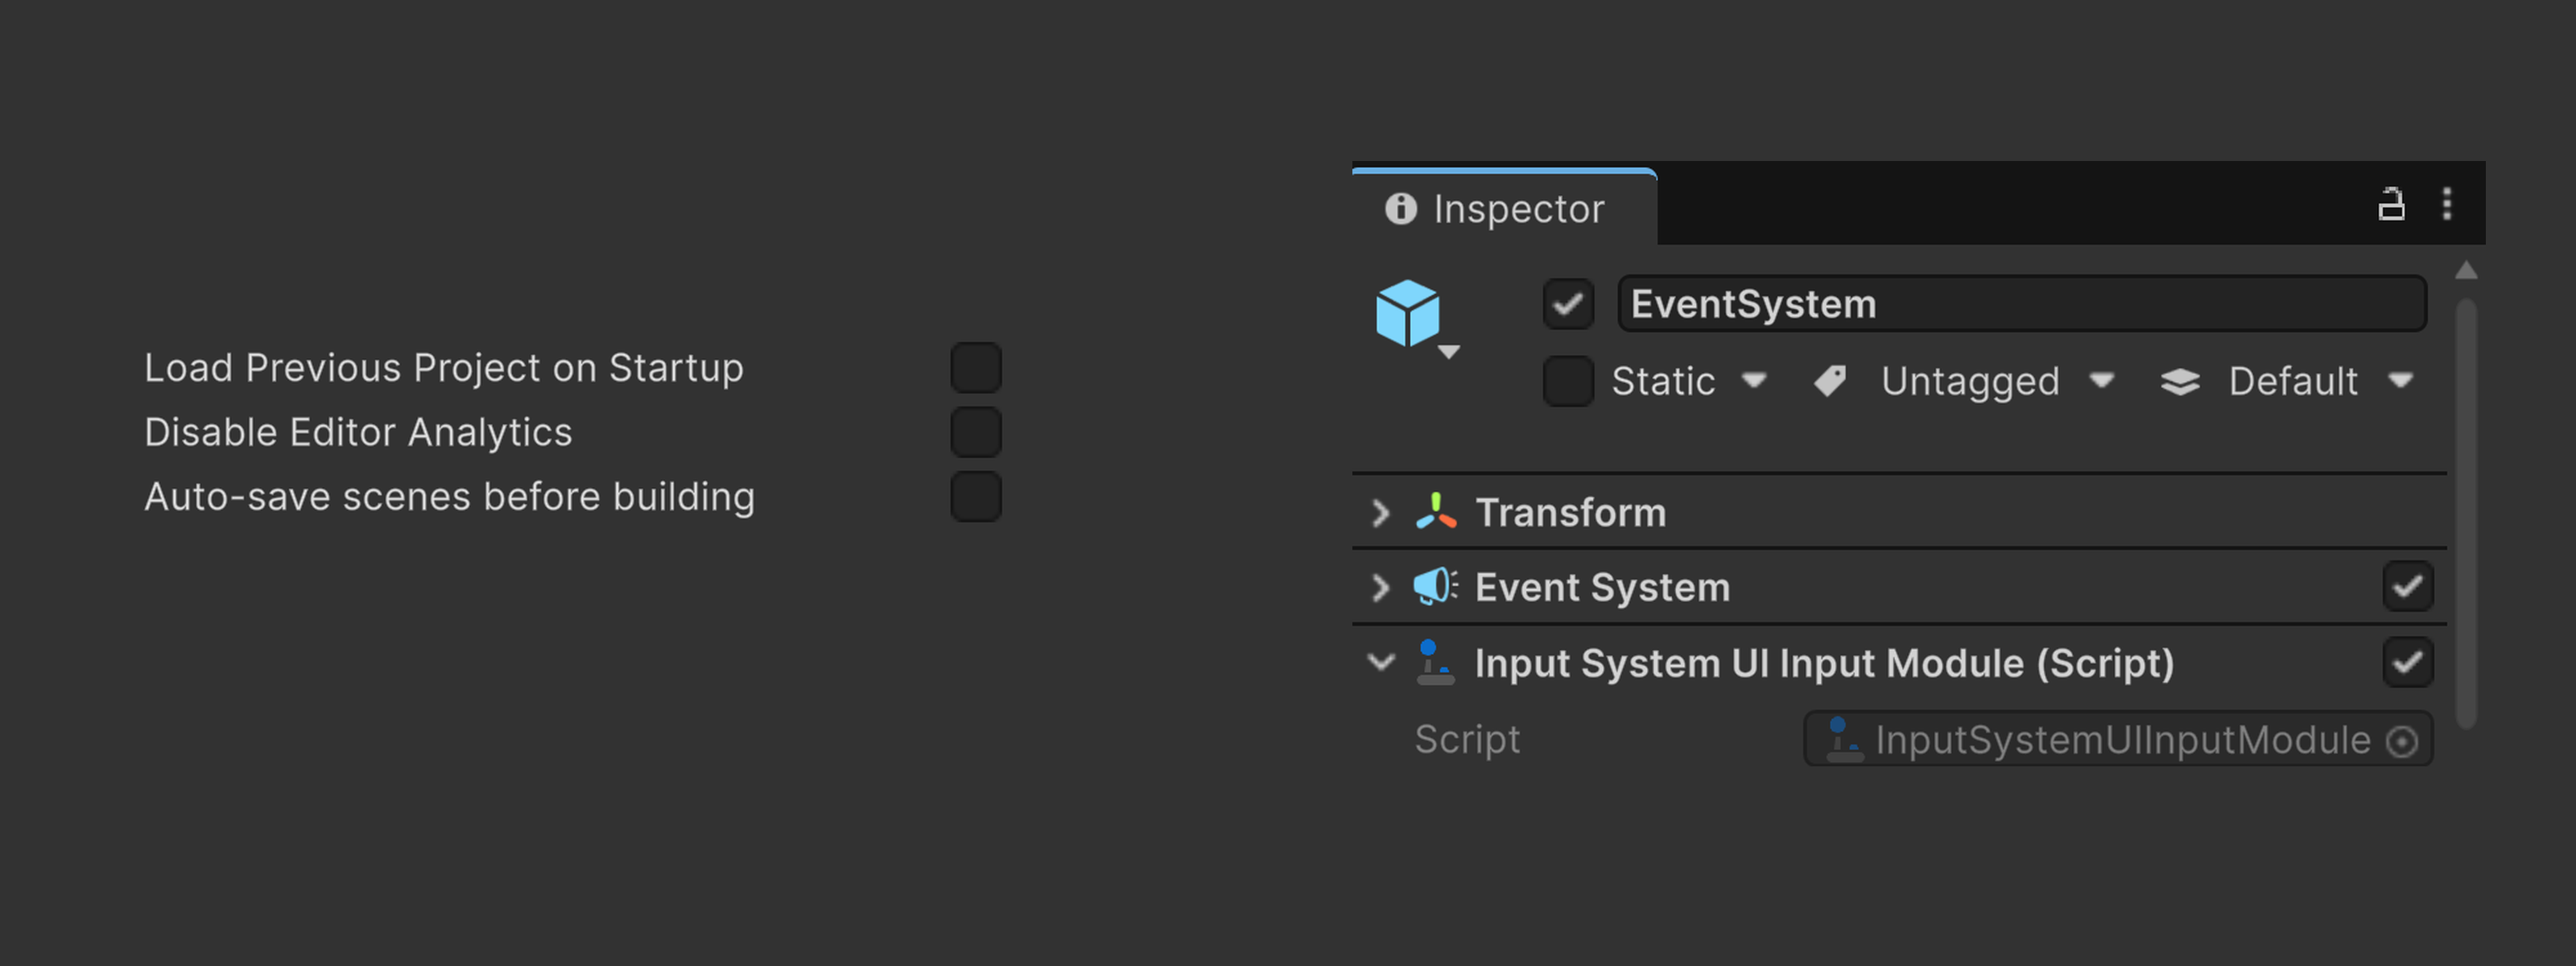 Load Previous Project on Startup
Disable Editor Analytics
Auto-save scenes before building
Inspector
EventSystem
Static Untagged Default
Transform
Event System
Input System UI Input Module (Script)
Script InputSystemUIInputModule